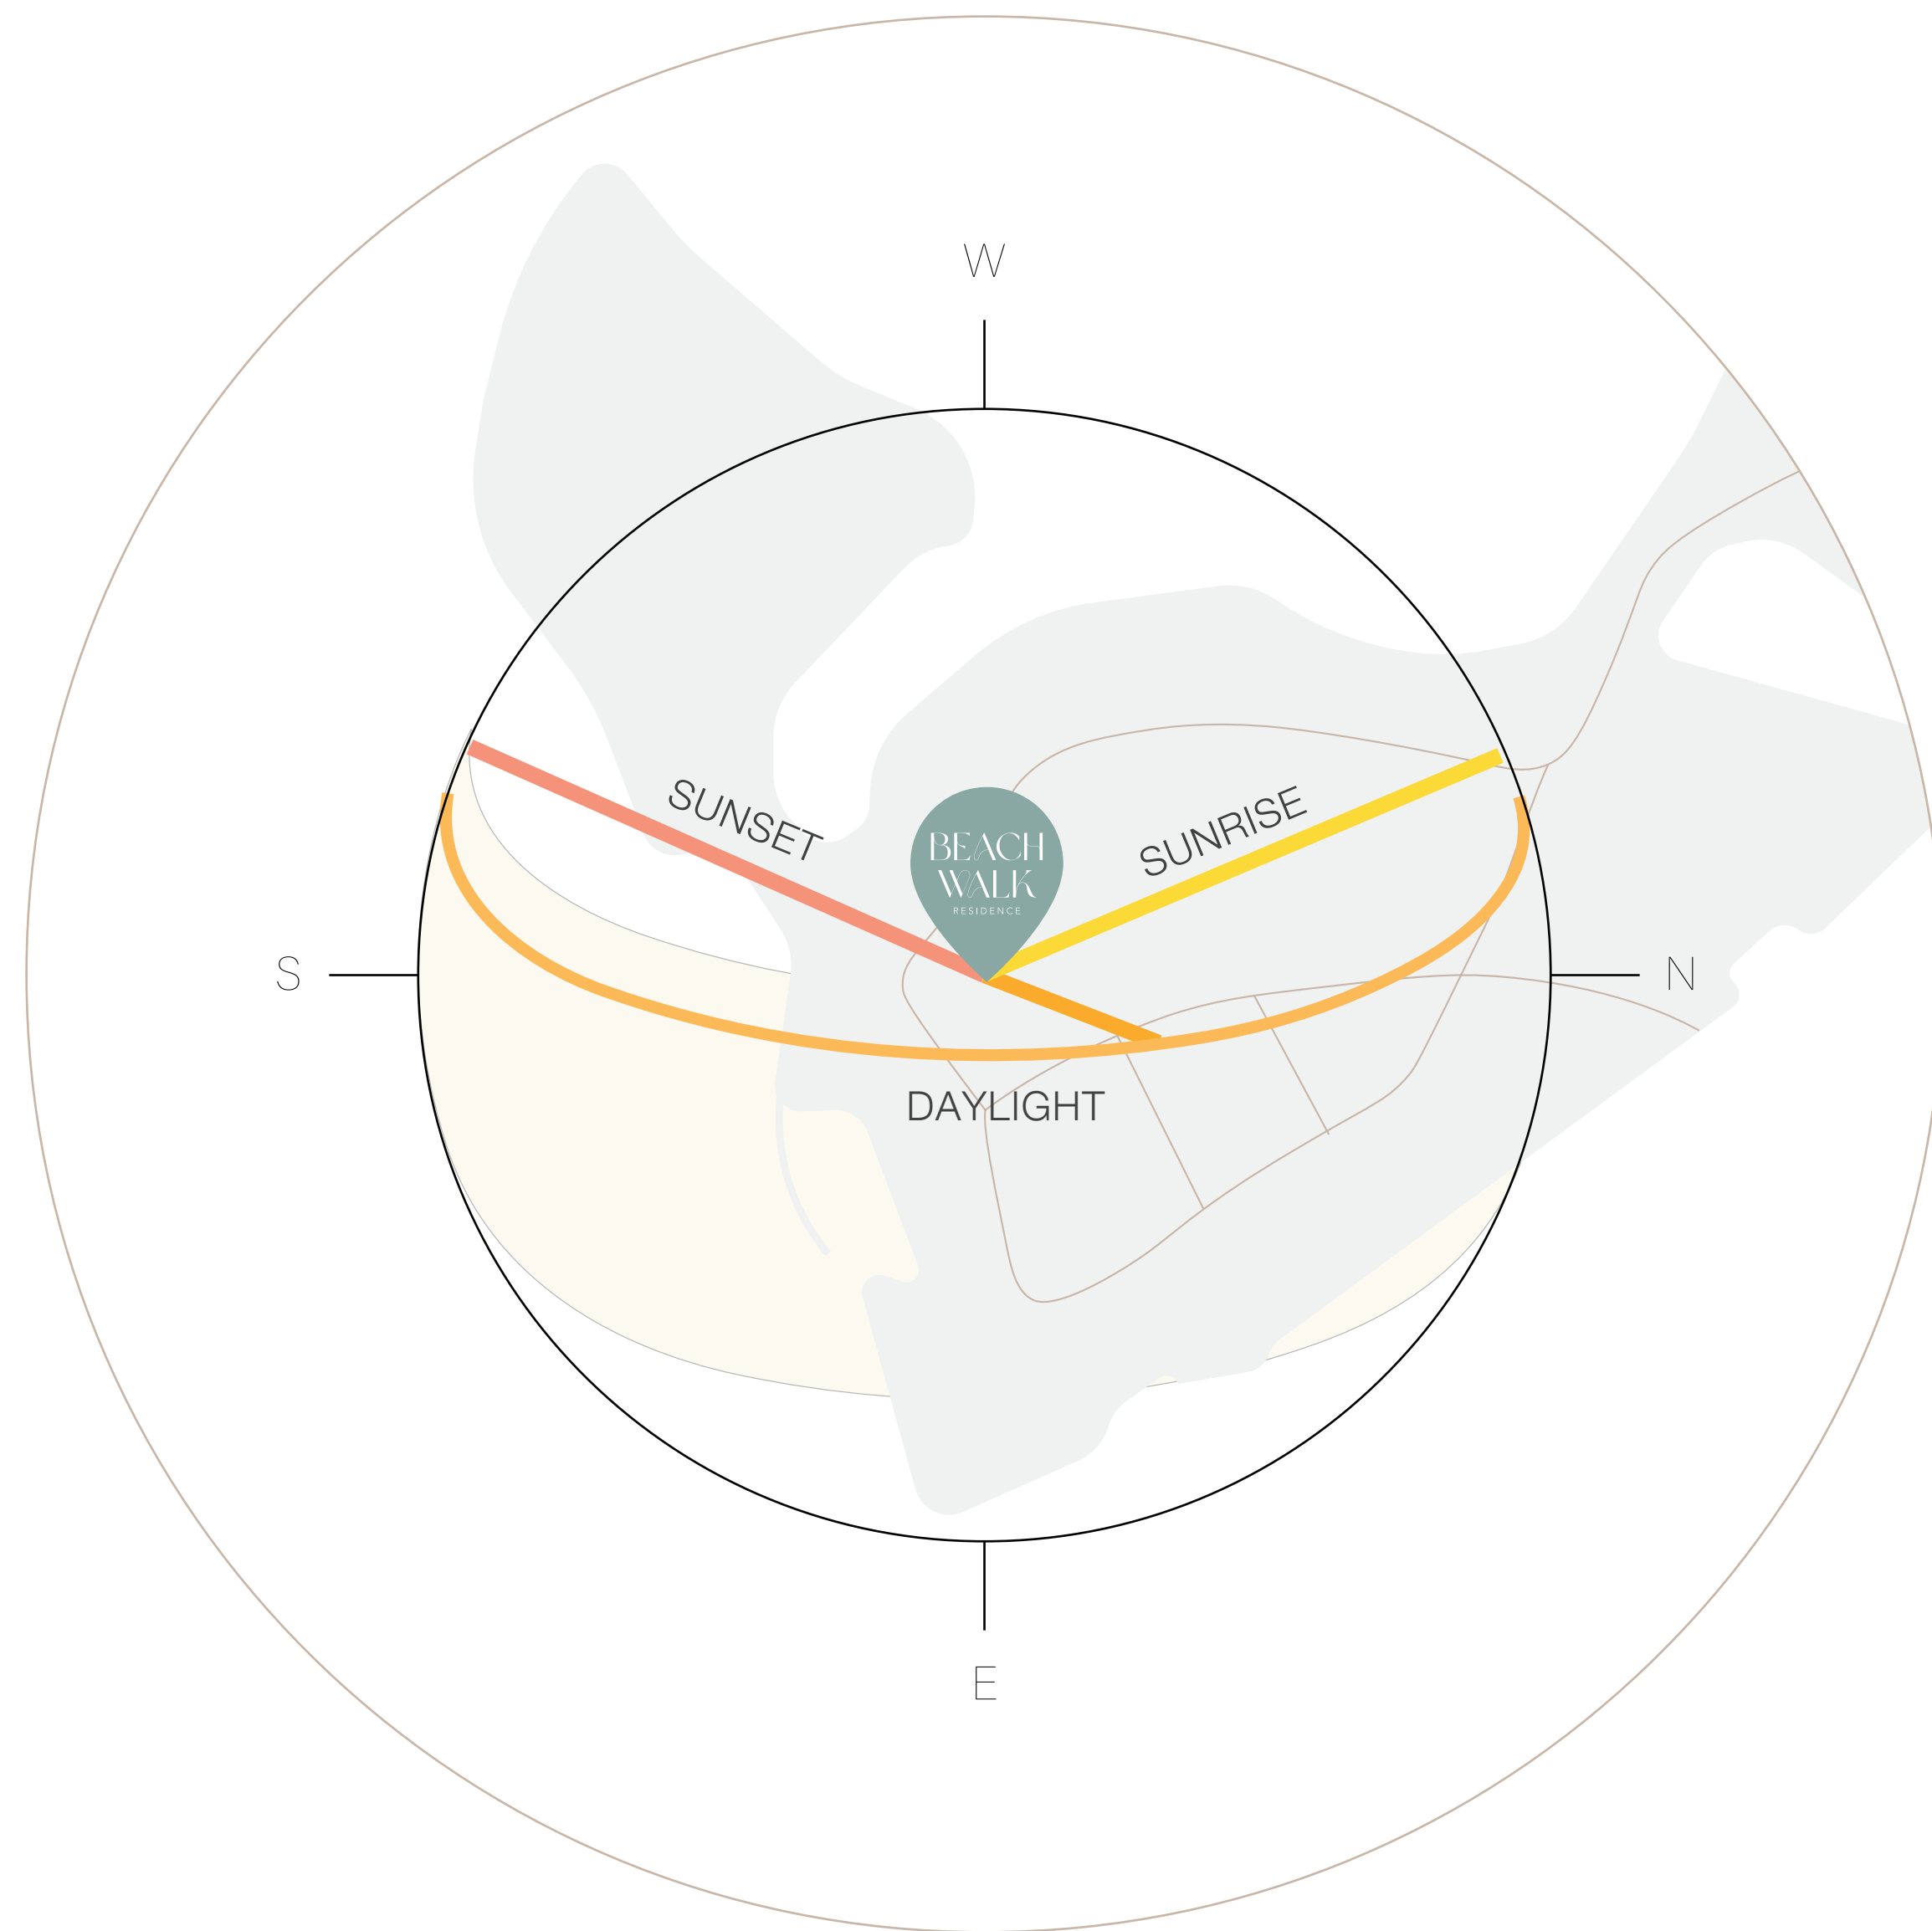 W
SUNSET
SUNRISE
BEACH
WALK
RESIDENCE
S
N
DAYLIGHT
E